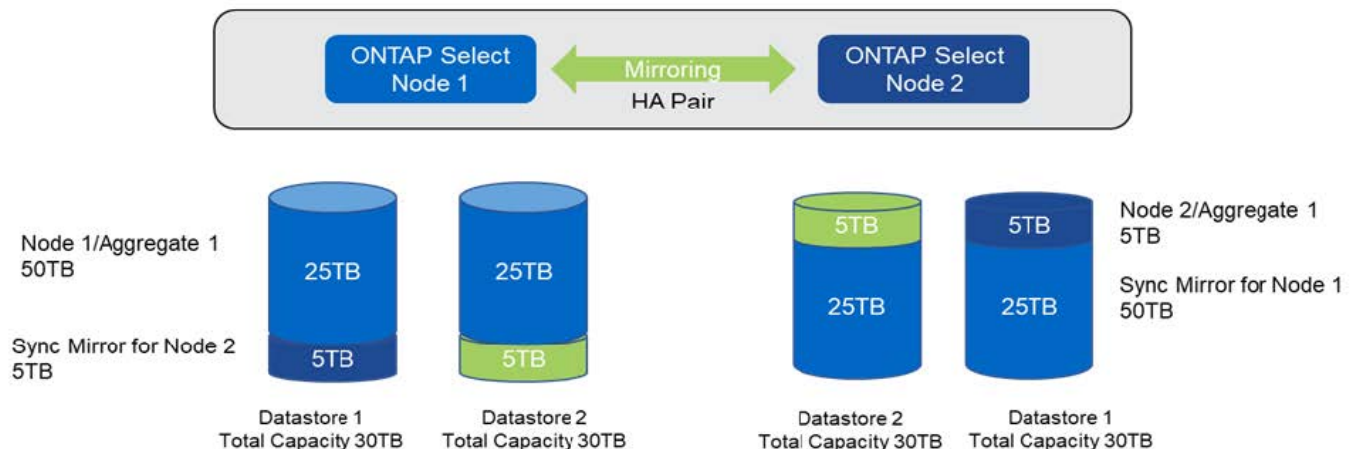 ONTAP Select
Node 1
Mirroring
HA Pair
ONTAP Select
Node 2
Node 1/Aggregate 1
50TB
25TB
25TB
Sync Mirror for Node 2
5TB
5TB
5TB
Datastore 1
Total Capacity 30TB
Datastore 2
Total Capacity 30TB
5TB
5TB
25TB
25TB
Node 2/Aggregate 1
5TB
Sync Mirror for Node 1
50TB
Datastore 2
Total Capacity 30TB
Datastore 1
Total Capacity 30TB